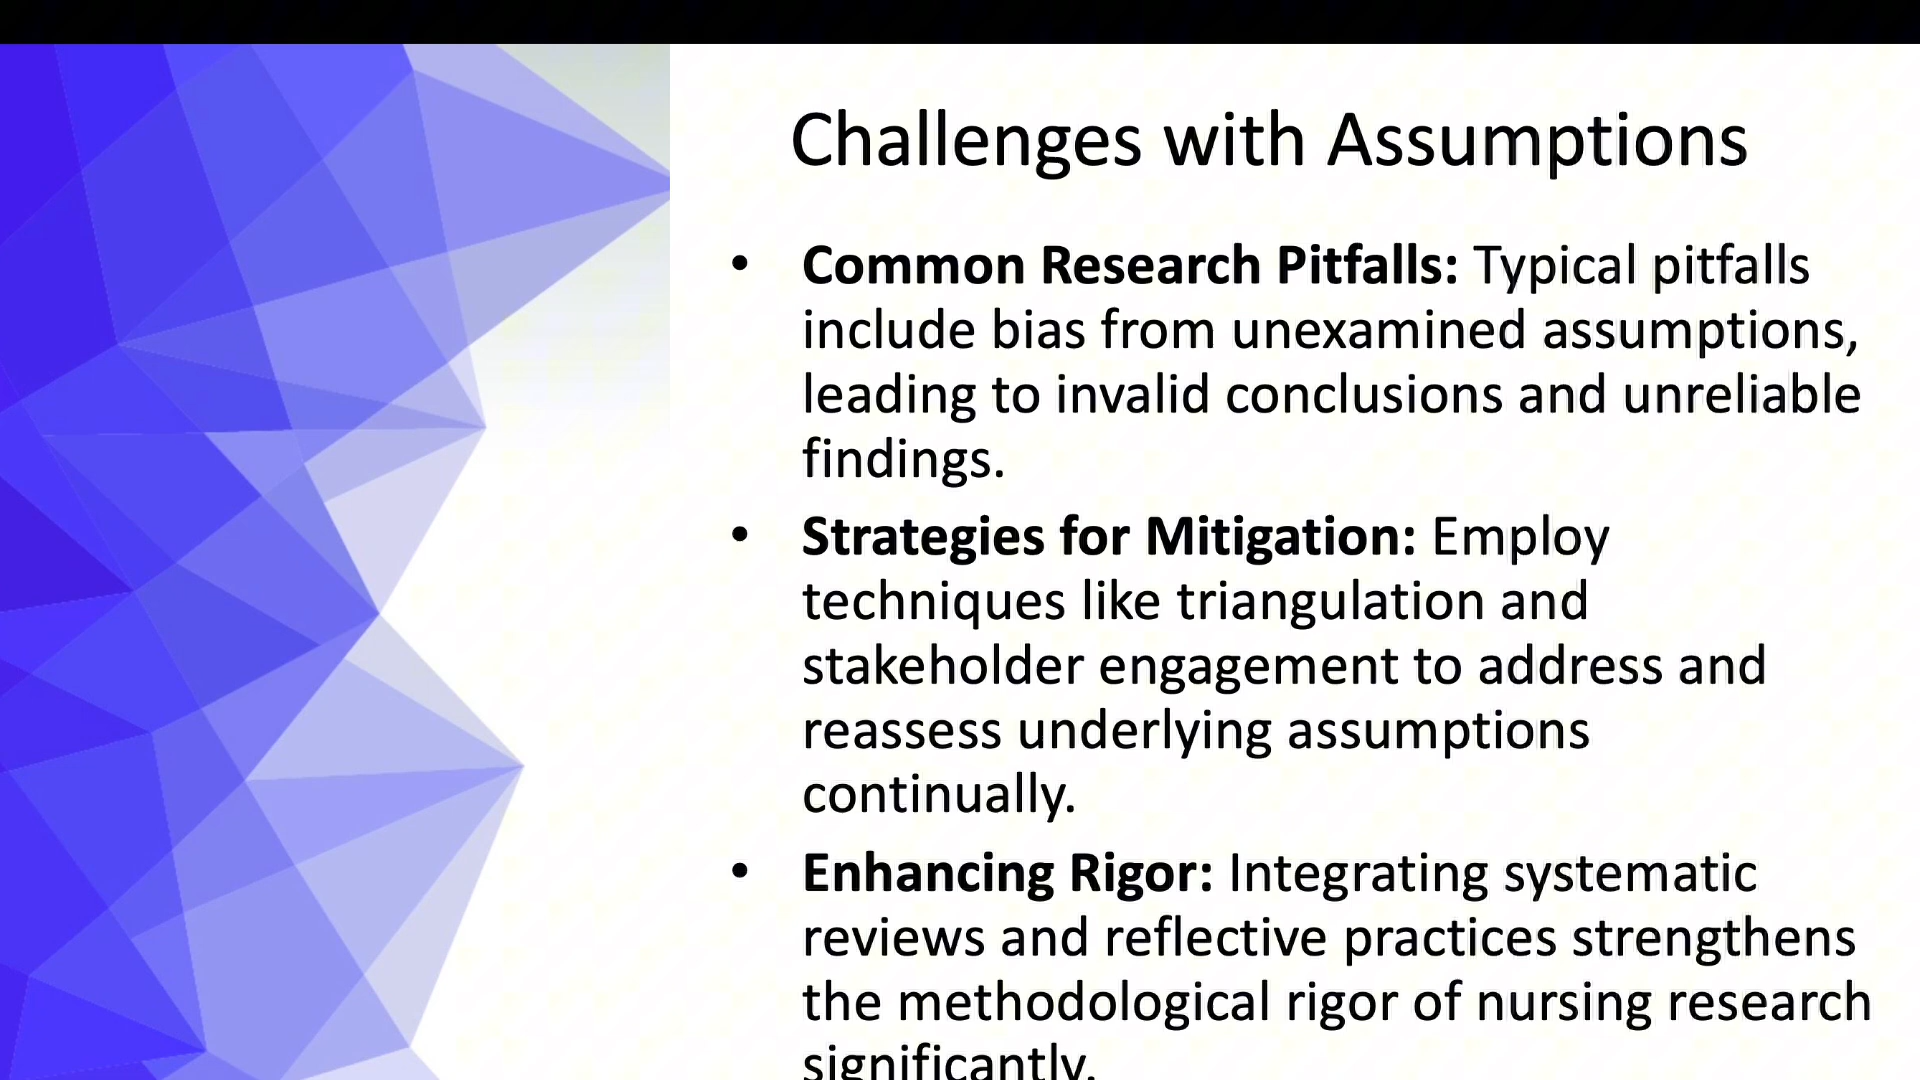 Challenges with Assumptions
• Common Research Pitfalls: Typical pitfalls
include bias from unexamined assumptions,
leading to invalid conclusions and unreliable
findings.
• Strategies for Mitigation: Employ
techniques like triangulation and
stakeholder engagement to address and
reassess underlying assumptions
continually.
• Enhancing Rigor: Integrating systematic
reviews and reflective practices strengthens
the methodological rigor of nursing research
significantly.